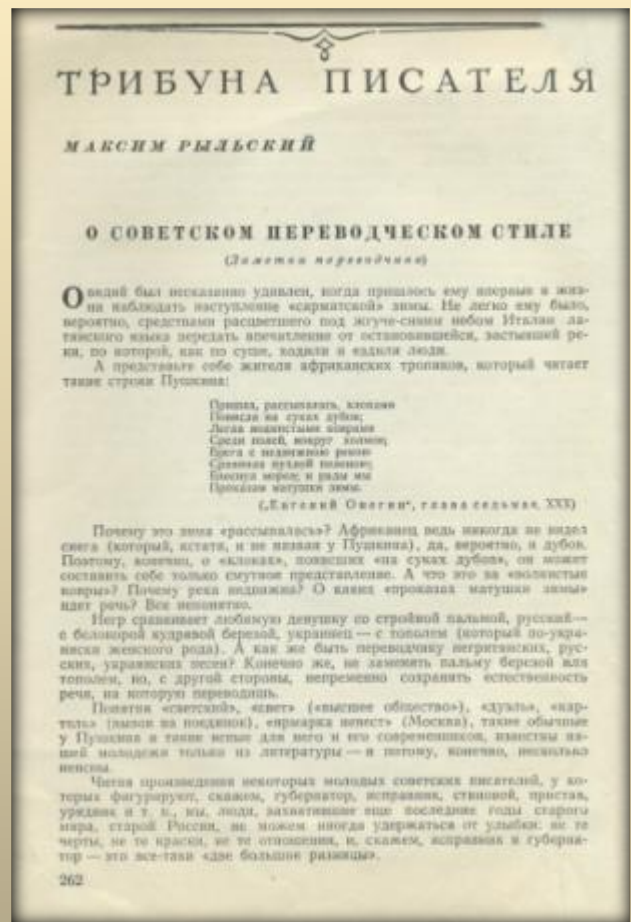 ТРИБУНА ПИСАТЕЛЯ
МАКСИМ РЫЛЬСКИЙ
О СОВЕТСКОМ ПЕРЕВОДЧЕСКОМ СТИЛЕ
(Заметки переводчика)
Овидий был несказанно удивлен, когда пришлось ему впервые в жиз-
ни наблюдать наступление «сарматской» зимы. Не легко ему было,
вероятно, средствами расцветшего под жгуче-синим небом Италии ла-
тинского языка передать впечатление от остановившейся, застывшей ре-
ки, по которой, как по суше, ходили и ездили люди.
А представьте себе жителя африканских тропиков, который читает
такие строки Пушкина:
Пришла, рассыпалась, клоками
Повисла на суках дубов;
Легла волнистыми коврами
Среди полей, вокруг холмов;
Брега с недвижною рекою
Сравняла пухлой пеленою;
Блеснул мороз; и рады мы
Проказам матушки зимы.
(„Евгений Онегин“, глава седьмая, XXX)
Почему это зима «рассыпалась»? Африканец ведь никогда не видел
снега (который, кстати, и не назван у Пушкина), да, вероятно, и дубов.
Поэтому, конечно, о «клоках», повисших «на суках дубов», он может
составить себе только смутное представление. А что это за «волнистые
ковры»? Почему река недвижна? О каких «проказах матушки зимы»
идет речь? Все непонятно.
Негр сравнивает любимую девушку со стройной пальмой, русский —
с белокорой кудрявой березой, украинец — с тополем (который по-укра-
ински женского рода). А как же быть переводчику негритянских, рус-
ских, украинских песен? Конечно же, не заменять пальму березой или
тополем, но, с другой стороны, непременно сохранить естественность
речи, на которую переводишь.
Понятия «светский», «свет» («высшее общество»), «дуэль», «кар-
тель» (вызов на поединок), «ярмарка невест» (Москва), такие обычные
у Пушкина и такие ясные для него и его современников, известны на-
шей молодежи только из литературы — и потому, конечно, несколько
неясны.
Читая произведения некоторых молодых советских писателей, у ко-
торых фигурируют, скажем, губернатор, исправник, становой, пристав,
урядник и т. п., мы, люди, захватившие еще последние годы старого
мира, старой России, не можем иногда удержаться от улыбки: не те
черты, не те краски, не те отношения, и, скажем, исправник и губерна-
тор — это все-таки «две большие разницы».
262